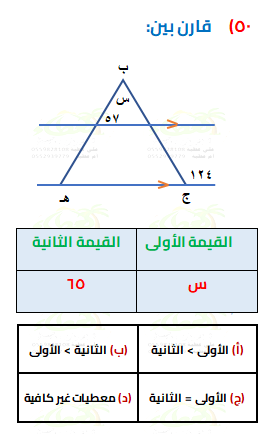 ٥٠) قارن بين:
ب
س
٥٧
١٢٤
هـ
ج
القيمة الأولى
القيمة الثانية
س
٦٥
(أ) الأولى > الثانية
(ب) الثانية > الأولى
(ج) الأولى = الثانية
(د) معطيات غير كافية